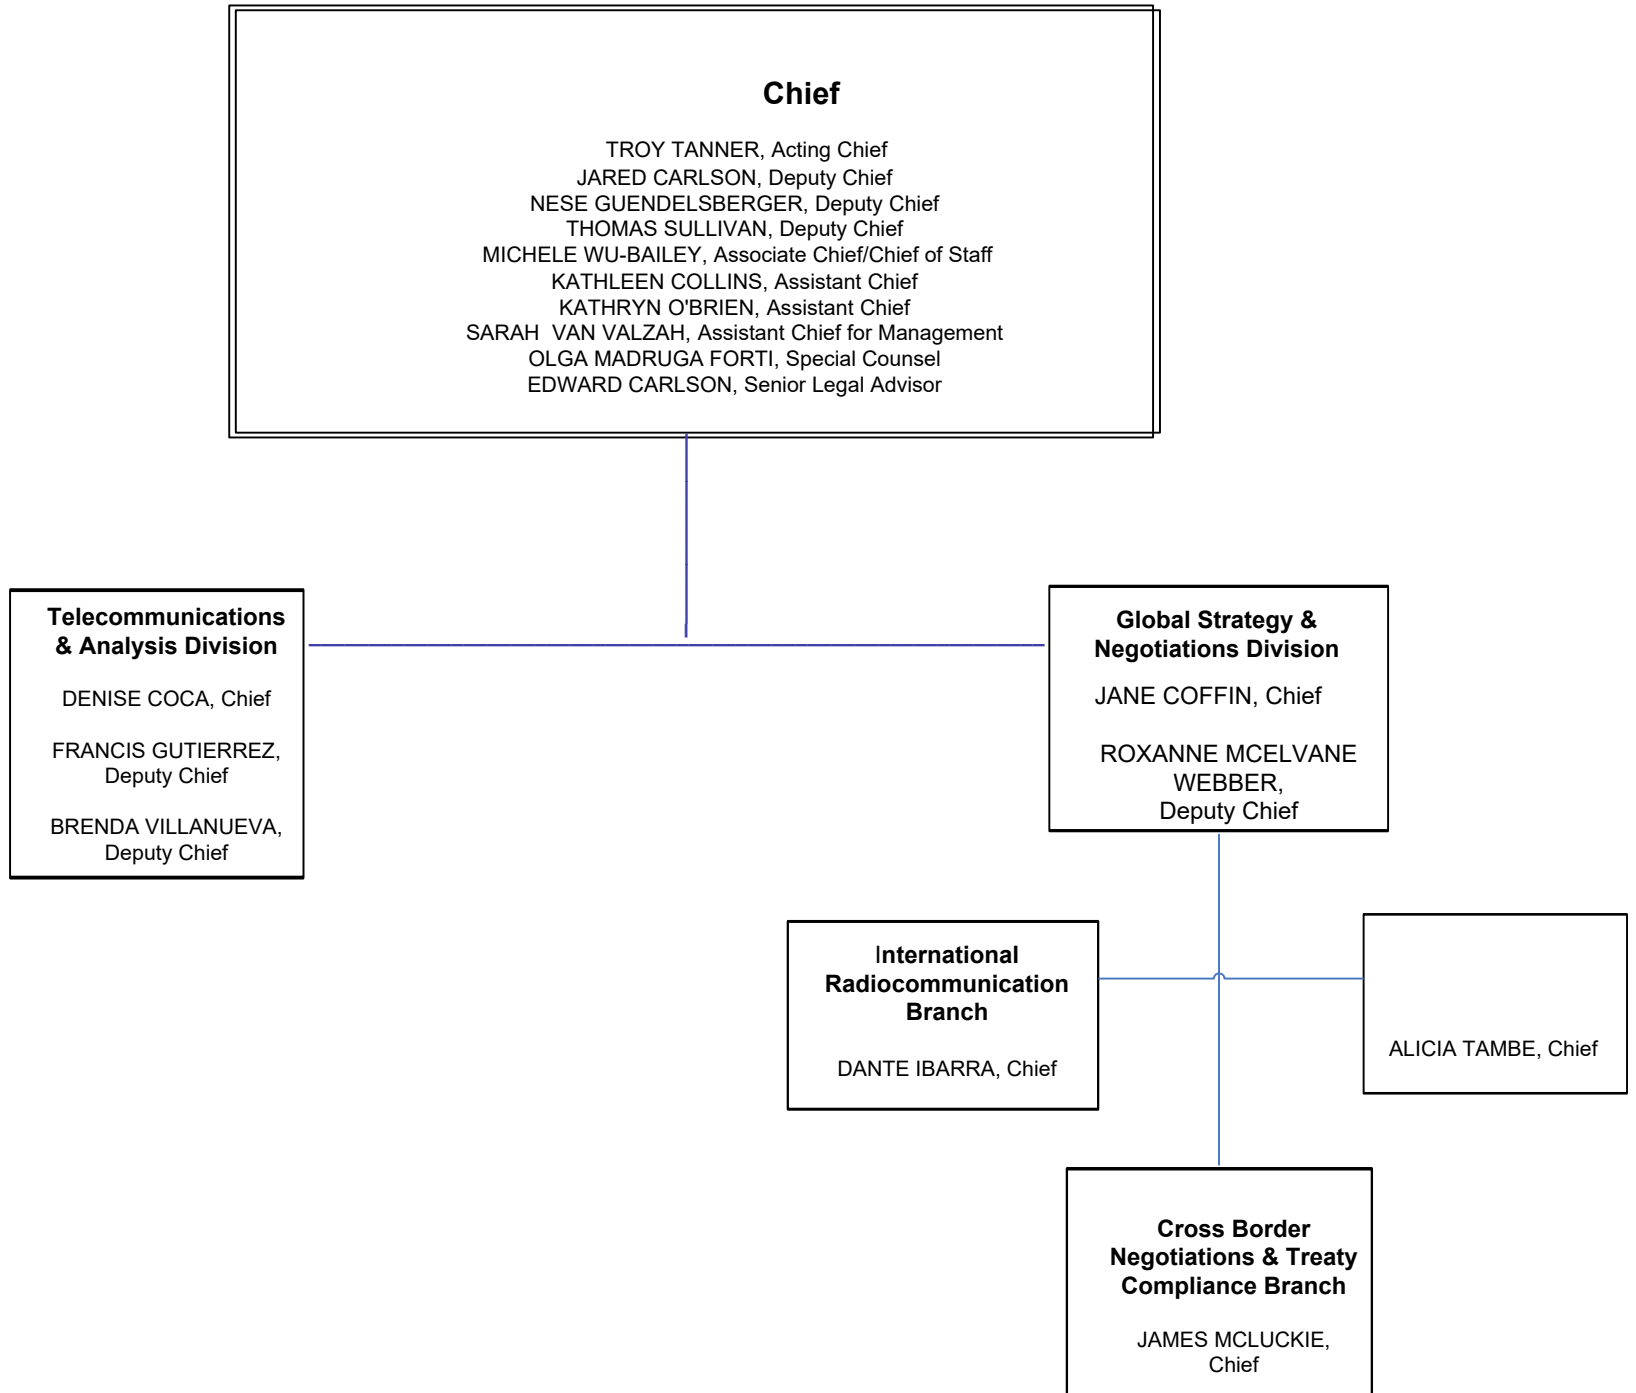 Chief
TROY TANNER, Acting Chief
JARED CARLSON, Deputy Chief
NESE GUENDELSBERGER, Deputy Chief
THOMAS SULLIVAN, Deputy Chief
MICHELE WU-BAILEY, Associate Chief/Chief of Staff
KATHLEEN COLLINS, Assistant Chief
KATHRYN O'BRIEN, Assistant Chief
SARAH  VAN VALZAH, Assistant Chief for Management
OLGA MADRUGA FORTI, Special Counsel
EDWARD CARLSON, Senior Legal Advisor
Telecommunications
& Analysis Division
DENISE COCA, Chief
FRANCIS GUTIERREZ,
Deputy Chief
BRENDA VILLANUEVA,
Deputy Chief
Global Strategy &
Negotiations Division
JANE COFFIN, Chief
ROXANNE MCELVANE
WEBBER,
Deputy Chief
International
Radiocommunication
Branch
DANTE IBARRA, Chief
ALICIA TAMBE, Chief
Cross Border
Negotiations & Treaty
Compliance Branch
JAMES MCLUCKIE,
Chief